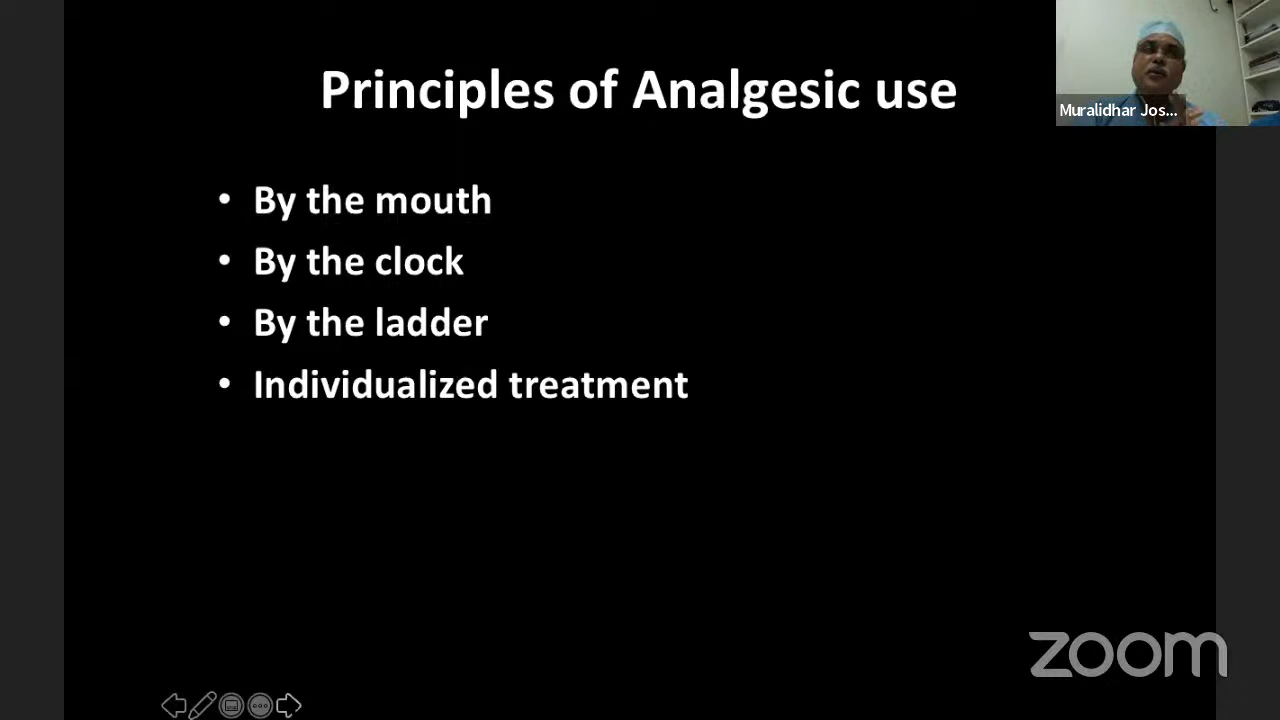 Principles of Analgesic use
Muralidhar Jos...
• By the mouth
• By the clock
• By the ladder
• Individualized treatment
zoom